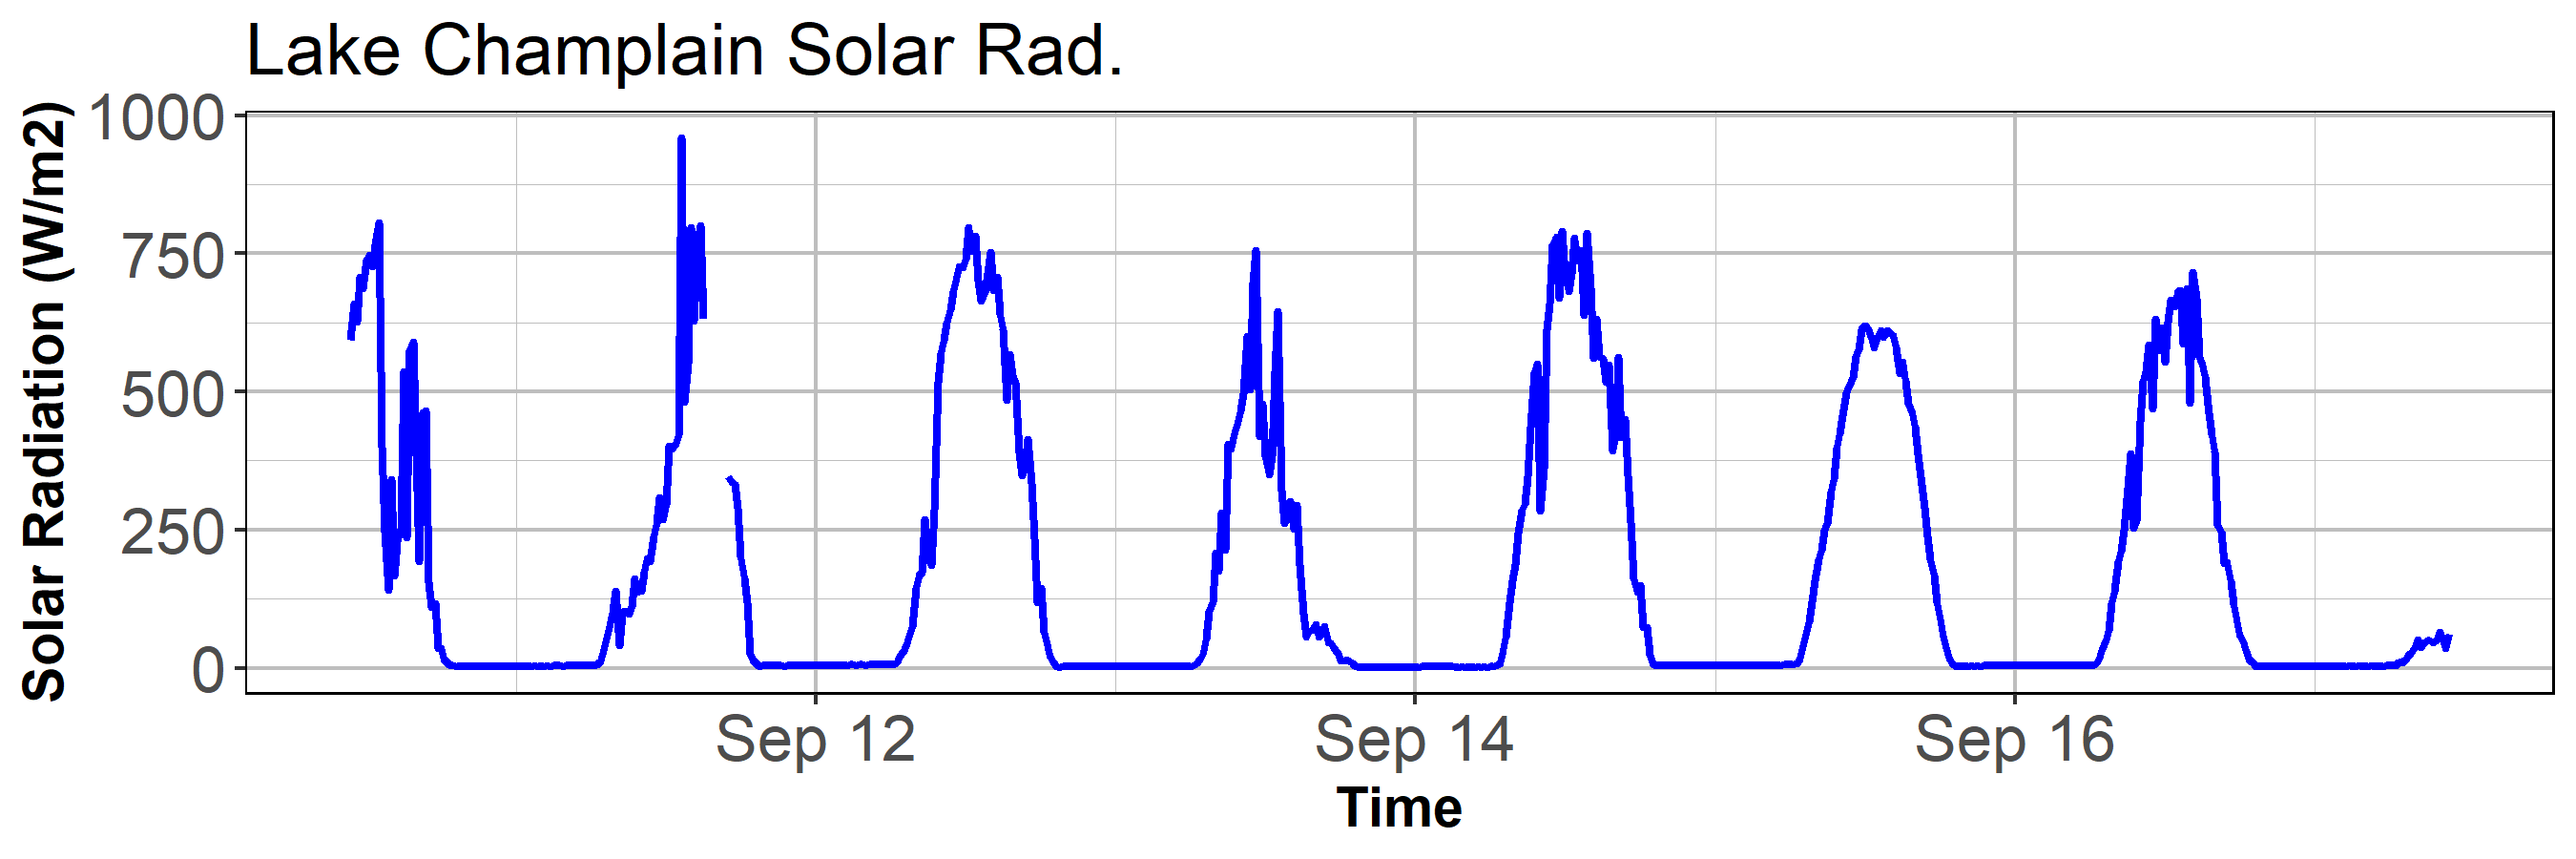 Lake Champlain Solar Rad.
Solar Radiation (W/m2)
1000
750
500
250
0
Sep 12
Sep 14
Sep 16
Time